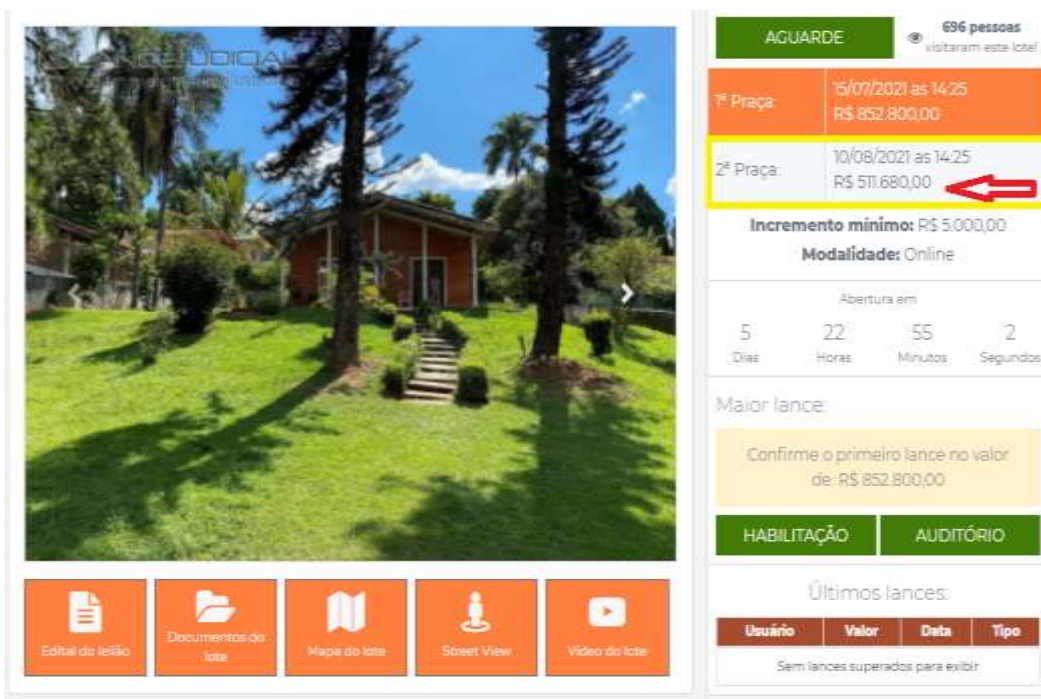 LANCE JUDICIAL
AGUARDE
696 pessoas
visitaram este lote!
1ª Praça:
15/07/2021 as 14:25
R$ 852.800,00
2ª Praça:
10/08/2021 as 14:25
R$ 511.680,00
Incremento mínimo: R$ 5.000,00
Modalidade: Online
Abertura em
5 22 55 2
Dias Horas Minutos Segundos
Maior lance:
Confirme o primeiro lance no valor
de: R$ 852.800,00
HABILITAÇÃO AUDITÓRIO
Últimos lances:
Usuário Valor Data Tipo
Sem lances superados para exibir
Edital do leilão
Documentos do
lote
Mapa do lote
Street View
Vídeo do lote